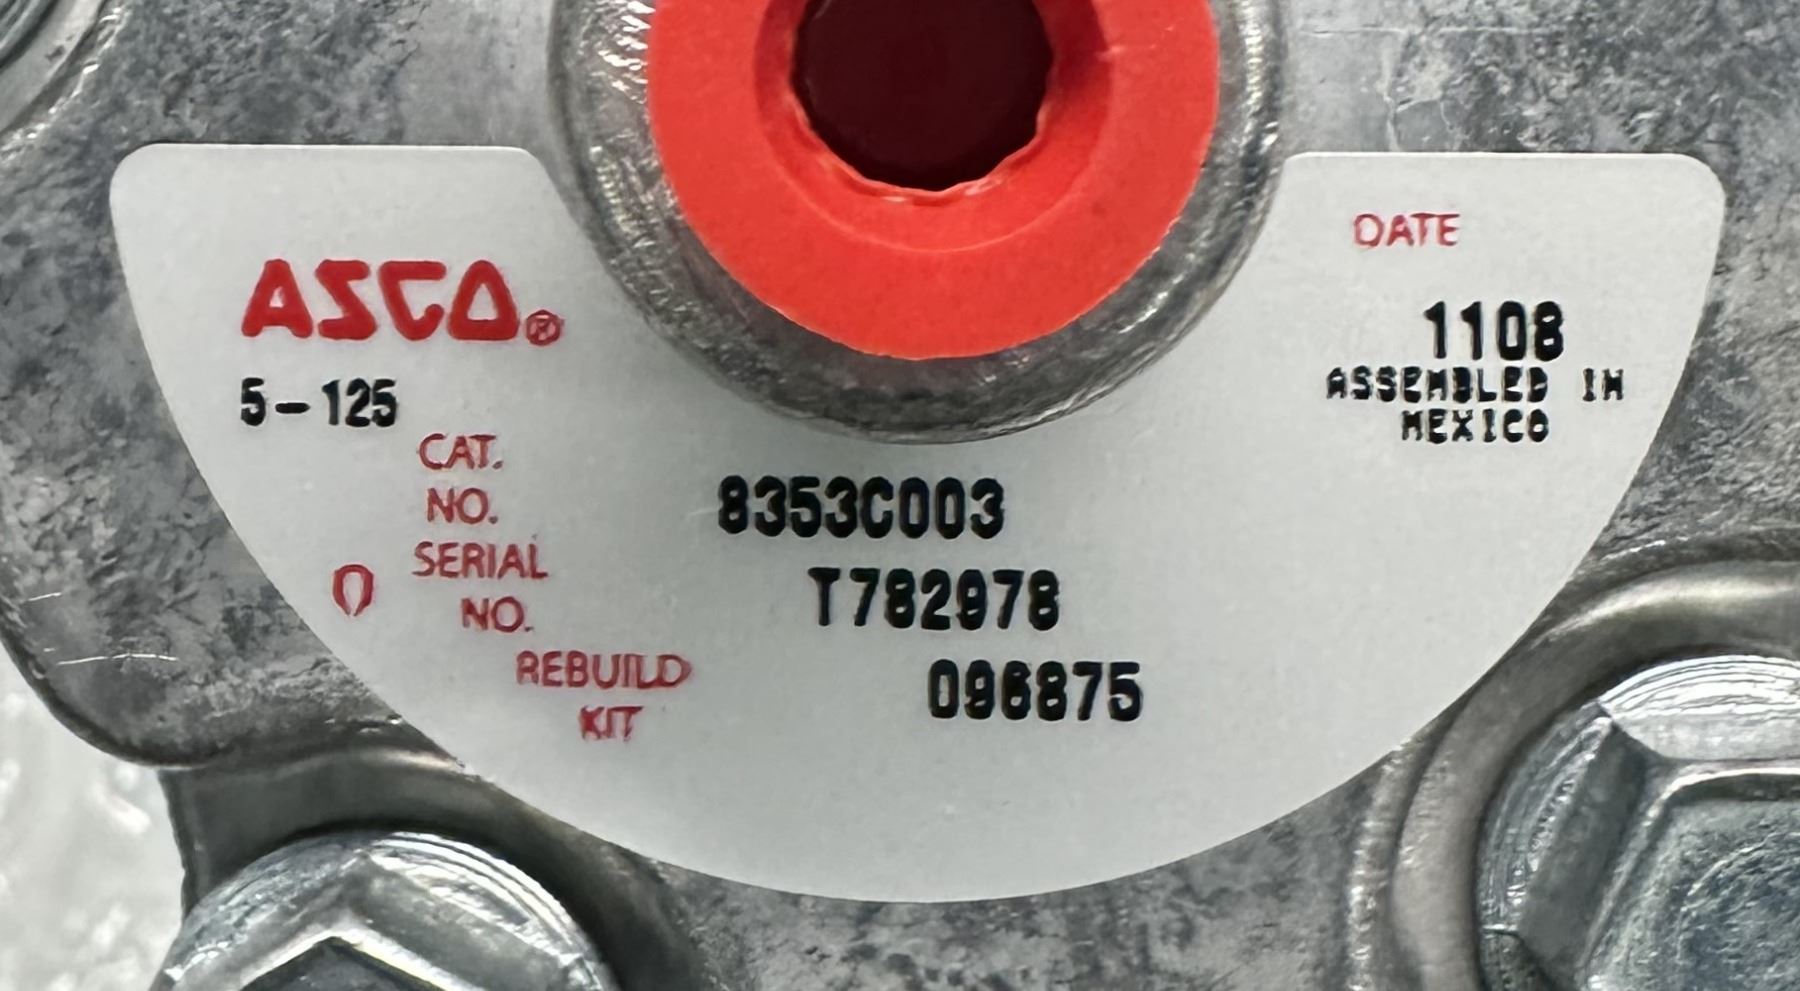 ASCO®
5-125
DATE
1108
ASSEMBLED IN
MEXICO
CAT.
NO.
8353C003
SERIAL
NO.
T782978
REBUILD
KIT
096875